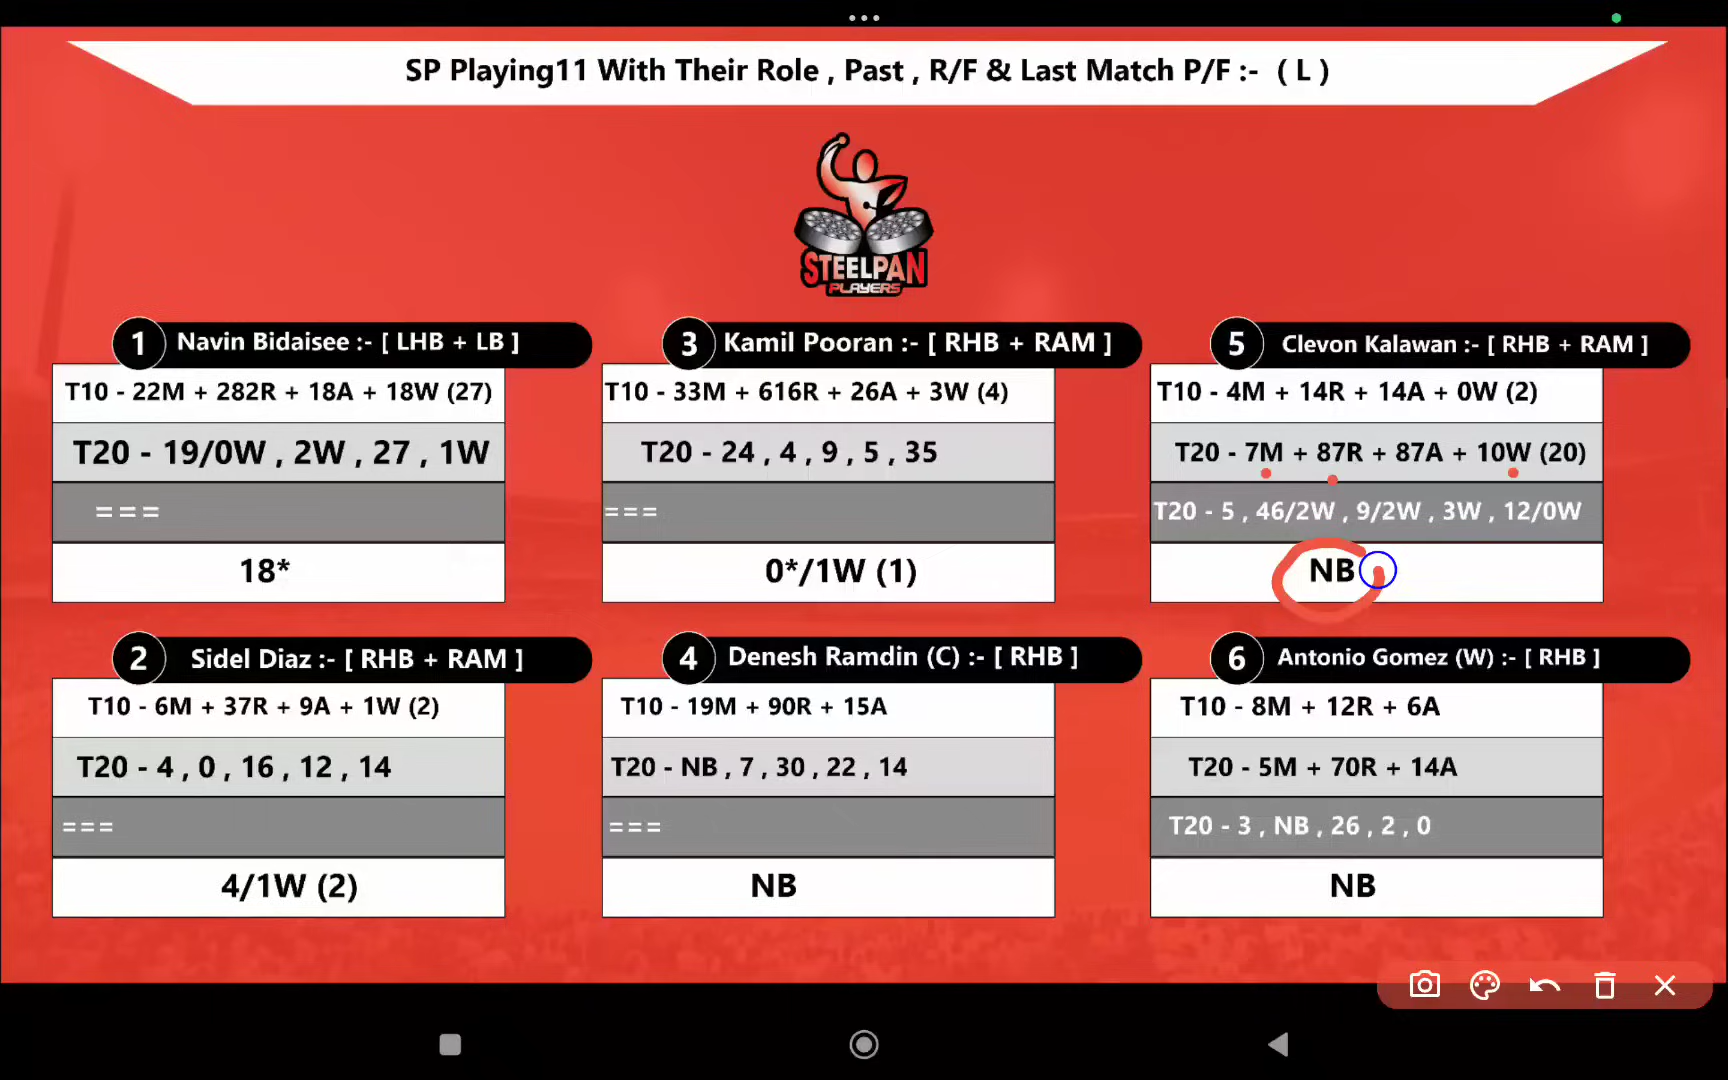 SP Playing11 With Their Role , Past , R/F & Last Match P/F :- ( L )
STEELPAN
PLAYERS
1 Navin Bidaisee :- [ LHB + LB ]
T10 - 22M + 282R + 18A + 18W (27)
T20 - 19/0W , 2W , 27 , 1W
===
18*
3 Kamil Pooran :- [ RHB + RAM ]
T10 - 33M + 616R + 26A + 3W (4)
T20 - 24 , 4 , 9 , 5 , 35
===
0*/1W (1)
5 Clevon Kalawan :- [ RHB + RAM ]
T10 - 4M + 14R + 14A + 0W (2)
T20 - 7M + 87R + 87A + 10W (20)
T20 - 5 , 46/2W , 9/2W , 3W , 12/0W
NB
2 Sidel Diaz :- [ RHB + RAM ]
T10 - 6M + 37R + 9A + 1W (2)
T20 - 4 , 0 , 16 , 12 , 14
===
4/1W (2)
4 Denesh Ramdin (C) :- [ RHB ]
T10 - 19M + 90R + 15A
T20 - NB , 7 , 30 , 22 , 14
===
NB
6 Antonio Gomez (W) :- [ RHB ]
T10 - 8M + 12R + 6A
T20 - 5M + 70R + 14A
T20 - 3 , NB , 26 , 2 , 0
NB